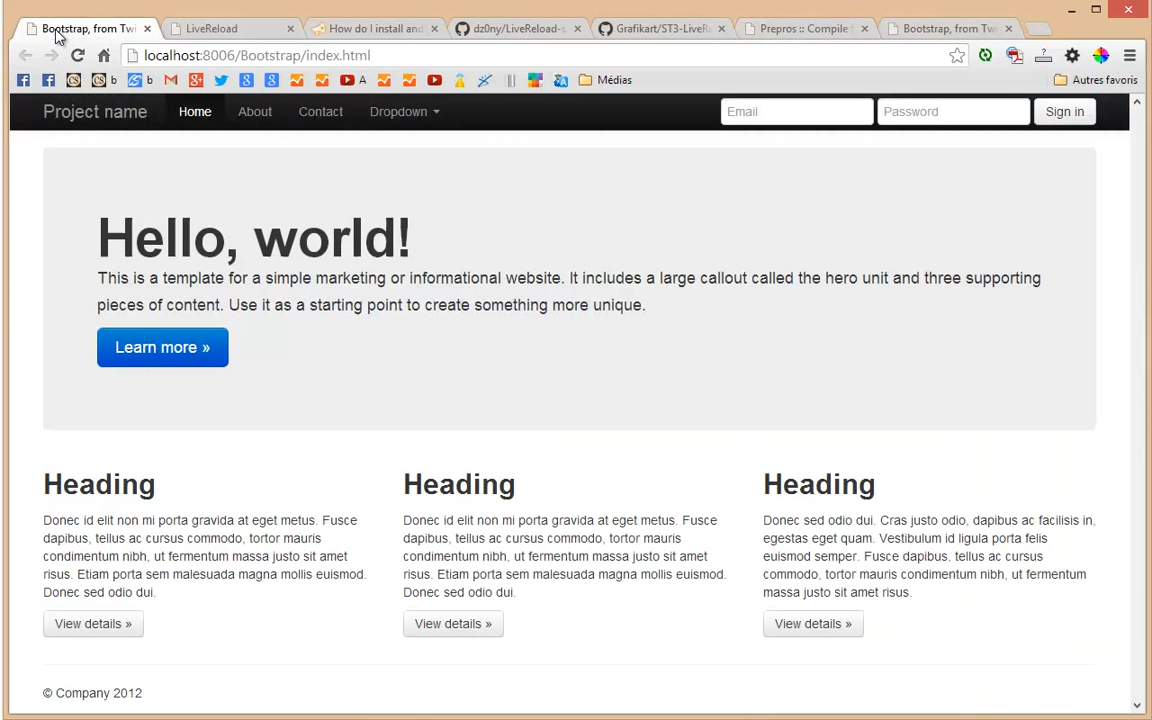 Bootstrap, from Twi
LiveReload
How do I install and
dz0ny/LiveReload-s
Grafikart/ST3-LiveR
Prepros :: Compile
Bootstrap, from Twi
localhost:8006/Bootstrap/index.html
b
b
A
Médias
Autres favoris
Project name Home About Contact Dropdown Email Password Sign in
Hello, world!
This is a template for a simple marketing or informational website. It includes a large callout called the hero unit and three supporting
pieces of content. Use it as a starting point to create something more unique.
Learn more »
Heading
Donec id elit non mi porta gravida at eget metus. Fusce
dapibus, tellus ac cursus commodo, tortor mauris
condimentum nibh, ut fermentum massa justo sit amet
risus. Etiam porta sem malesuada magna mollis euismod.
Donec sed odio dui.
View details »
Heading
Donec id elit non mi porta gravida at eget metus. Fusce
dapibus, tellus ac cursus commodo, tortor mauris
condimentum nibh, ut fermentum massa justo sit amet
risus. Etiam porta sem malesuada magna mollis euismod.
Donec sed odio dui.
View details »
Heading
Donec sed odio dui. Cras justo odio, dapibus ac facilisis in,
egestas eget quam. Vestibulum id ligula porta felis
euismod semper. Fusce dapibus, tellus ac cursus
commodo, tortor mauris condimentum nibh, ut fermentum
massa justo sit amet risus.
View details »
© Company 2012